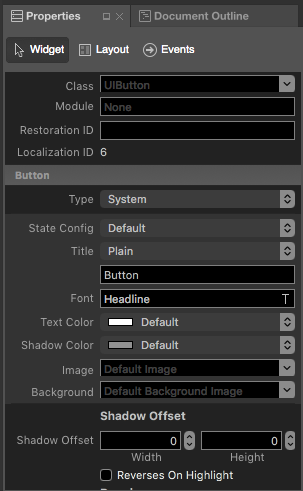 Properties Document Outline
Widget Layout Events
Class UIButton
Module None
Restoration ID
Localization ID 6
Button
Type System
State Config Default
Title Plain
Button
Font Headline T
Text Color Default
Shadow Color Default
Image Default Image
Background Default Background Image
Shadow Offset
Shadow Offset 0 0
Width Height
Reverses On Highlight